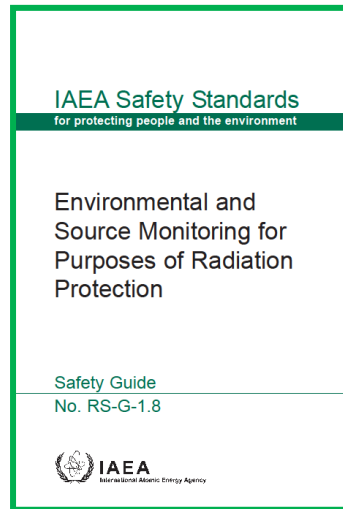 IAEA Safety Standards
for protecting people and the environment
Environmental and
Source Monitoring for
Purposes of Radiation
Protection
Safety Guide
No. RS-G-1.8
IAEA
International Atomic Energy Agency